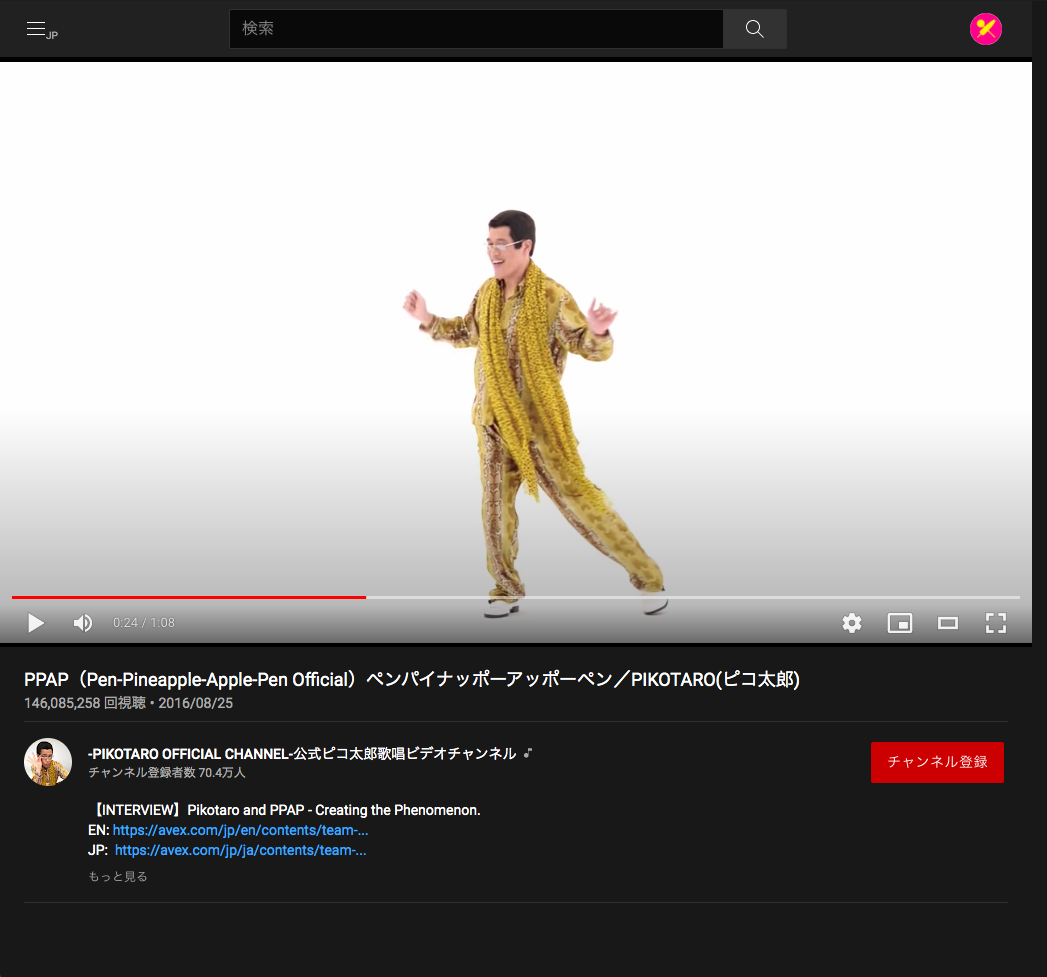 JP
検索
0:24 / 1:08
PPAP（Pen-Pineapple-Apple-Pen Official）ペンパイナッポーアッポーペン／PIKOTARO(ピコ太郎)
146,085,258 回視聴 • 2016/08/25
-PIKOTARO OFFICIAL CHANNEL-公式ピコ太郎歌唱ビデオチャンネル
チャンネル登録者数 70.4万人
チャンネル登録
【INTERVIEW】Pikotaro and PPAP - Creating the Phenomenon.
EN: https://avex.com/jp/en/contents/team-...
JP: https://avex.com/jp/ja/contents/team-...
もっと見る